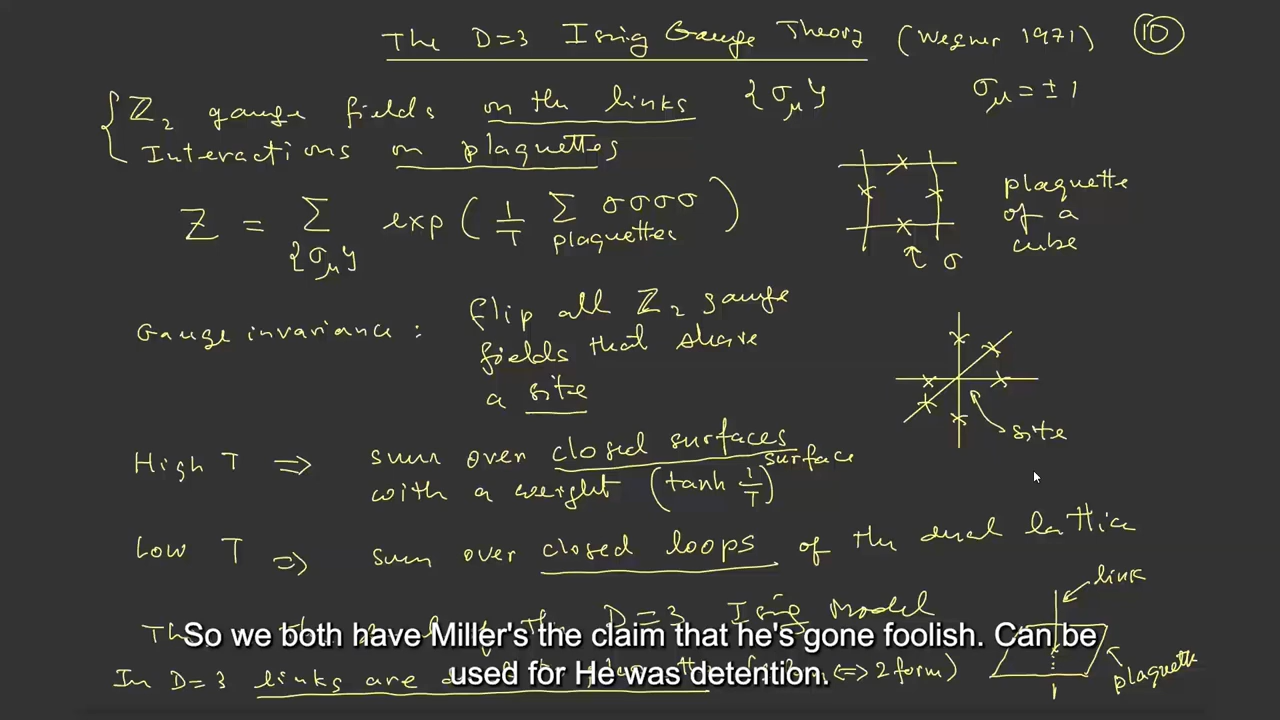 The D=3 Ising Gauge Theory (Wegner 1971) 10
ℤ₂ gauge fields on the links {σ_μ} σ_μ = ± 1
Interactions on plaquettes
plaquette
of a
cube
Z = Σ exp ( 1/T Σ σσσσ )
{σ_μ} plaquettes
σ
Gauge invariance : flip all ℤ₂ gauge
fields that share
a site
site
High T ⇒ sum over closed surfaces
with a weight (tanh 1/T)^surface
Low T ⇒ sum over closed loops of the dual lattice
link
D=3 Ising Model
So we both have Miller's the claim that he's gone foolish. Can be
used for He was detention.
In D=3 links are (⇔ 2 form)
plaquette